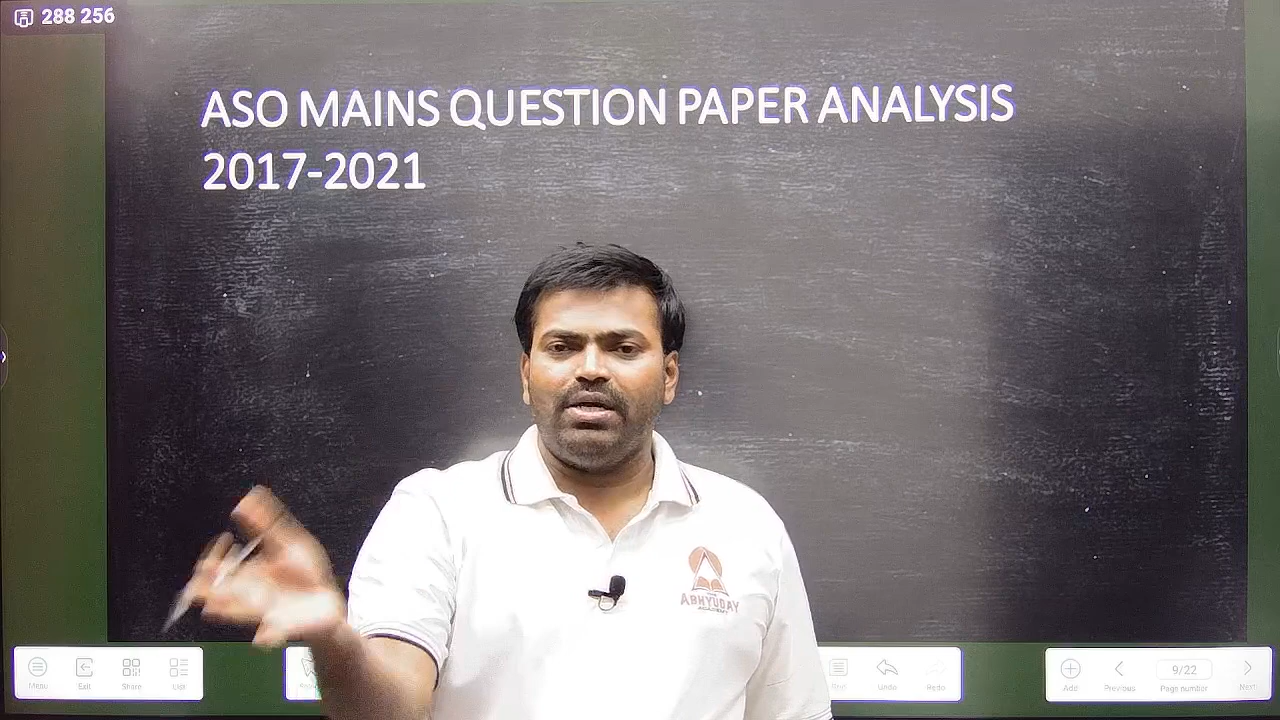 288 256
ASO MAINS QUESTION PAPER ANALYSIS
2017-2021
ABHYUDAY
ACADEMY
Menu
Exit
Share
Undo
Redo
Add
Previous
9/22
Page number
Next